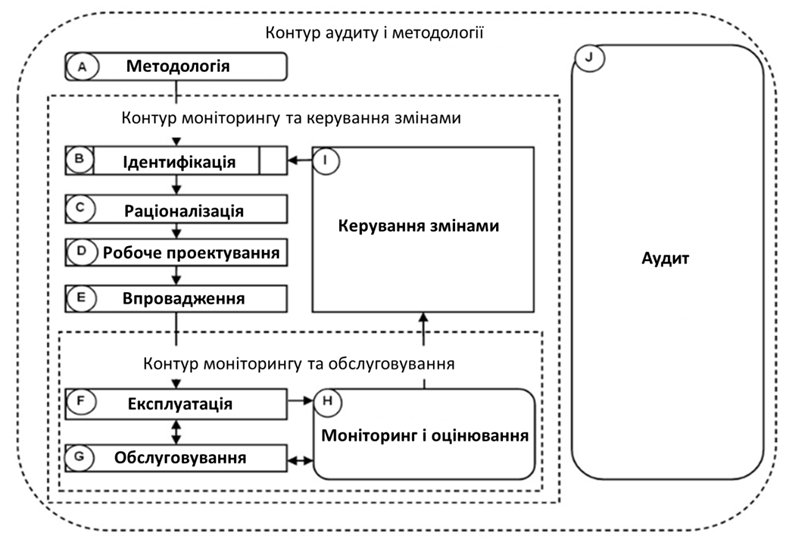 Контур аудиту і методології
A
Методологія
J
Контур моніторингу та керування змінами
B
Ідентифікація
I
C
Раціоналізація
Керування змінами
D
Робоче проектування
Аудит
E
Впровадження
Контур моніторингу та обслуговування
F
Експлуатація
H
Моніторинг і оцінювання
G
Обслуговування